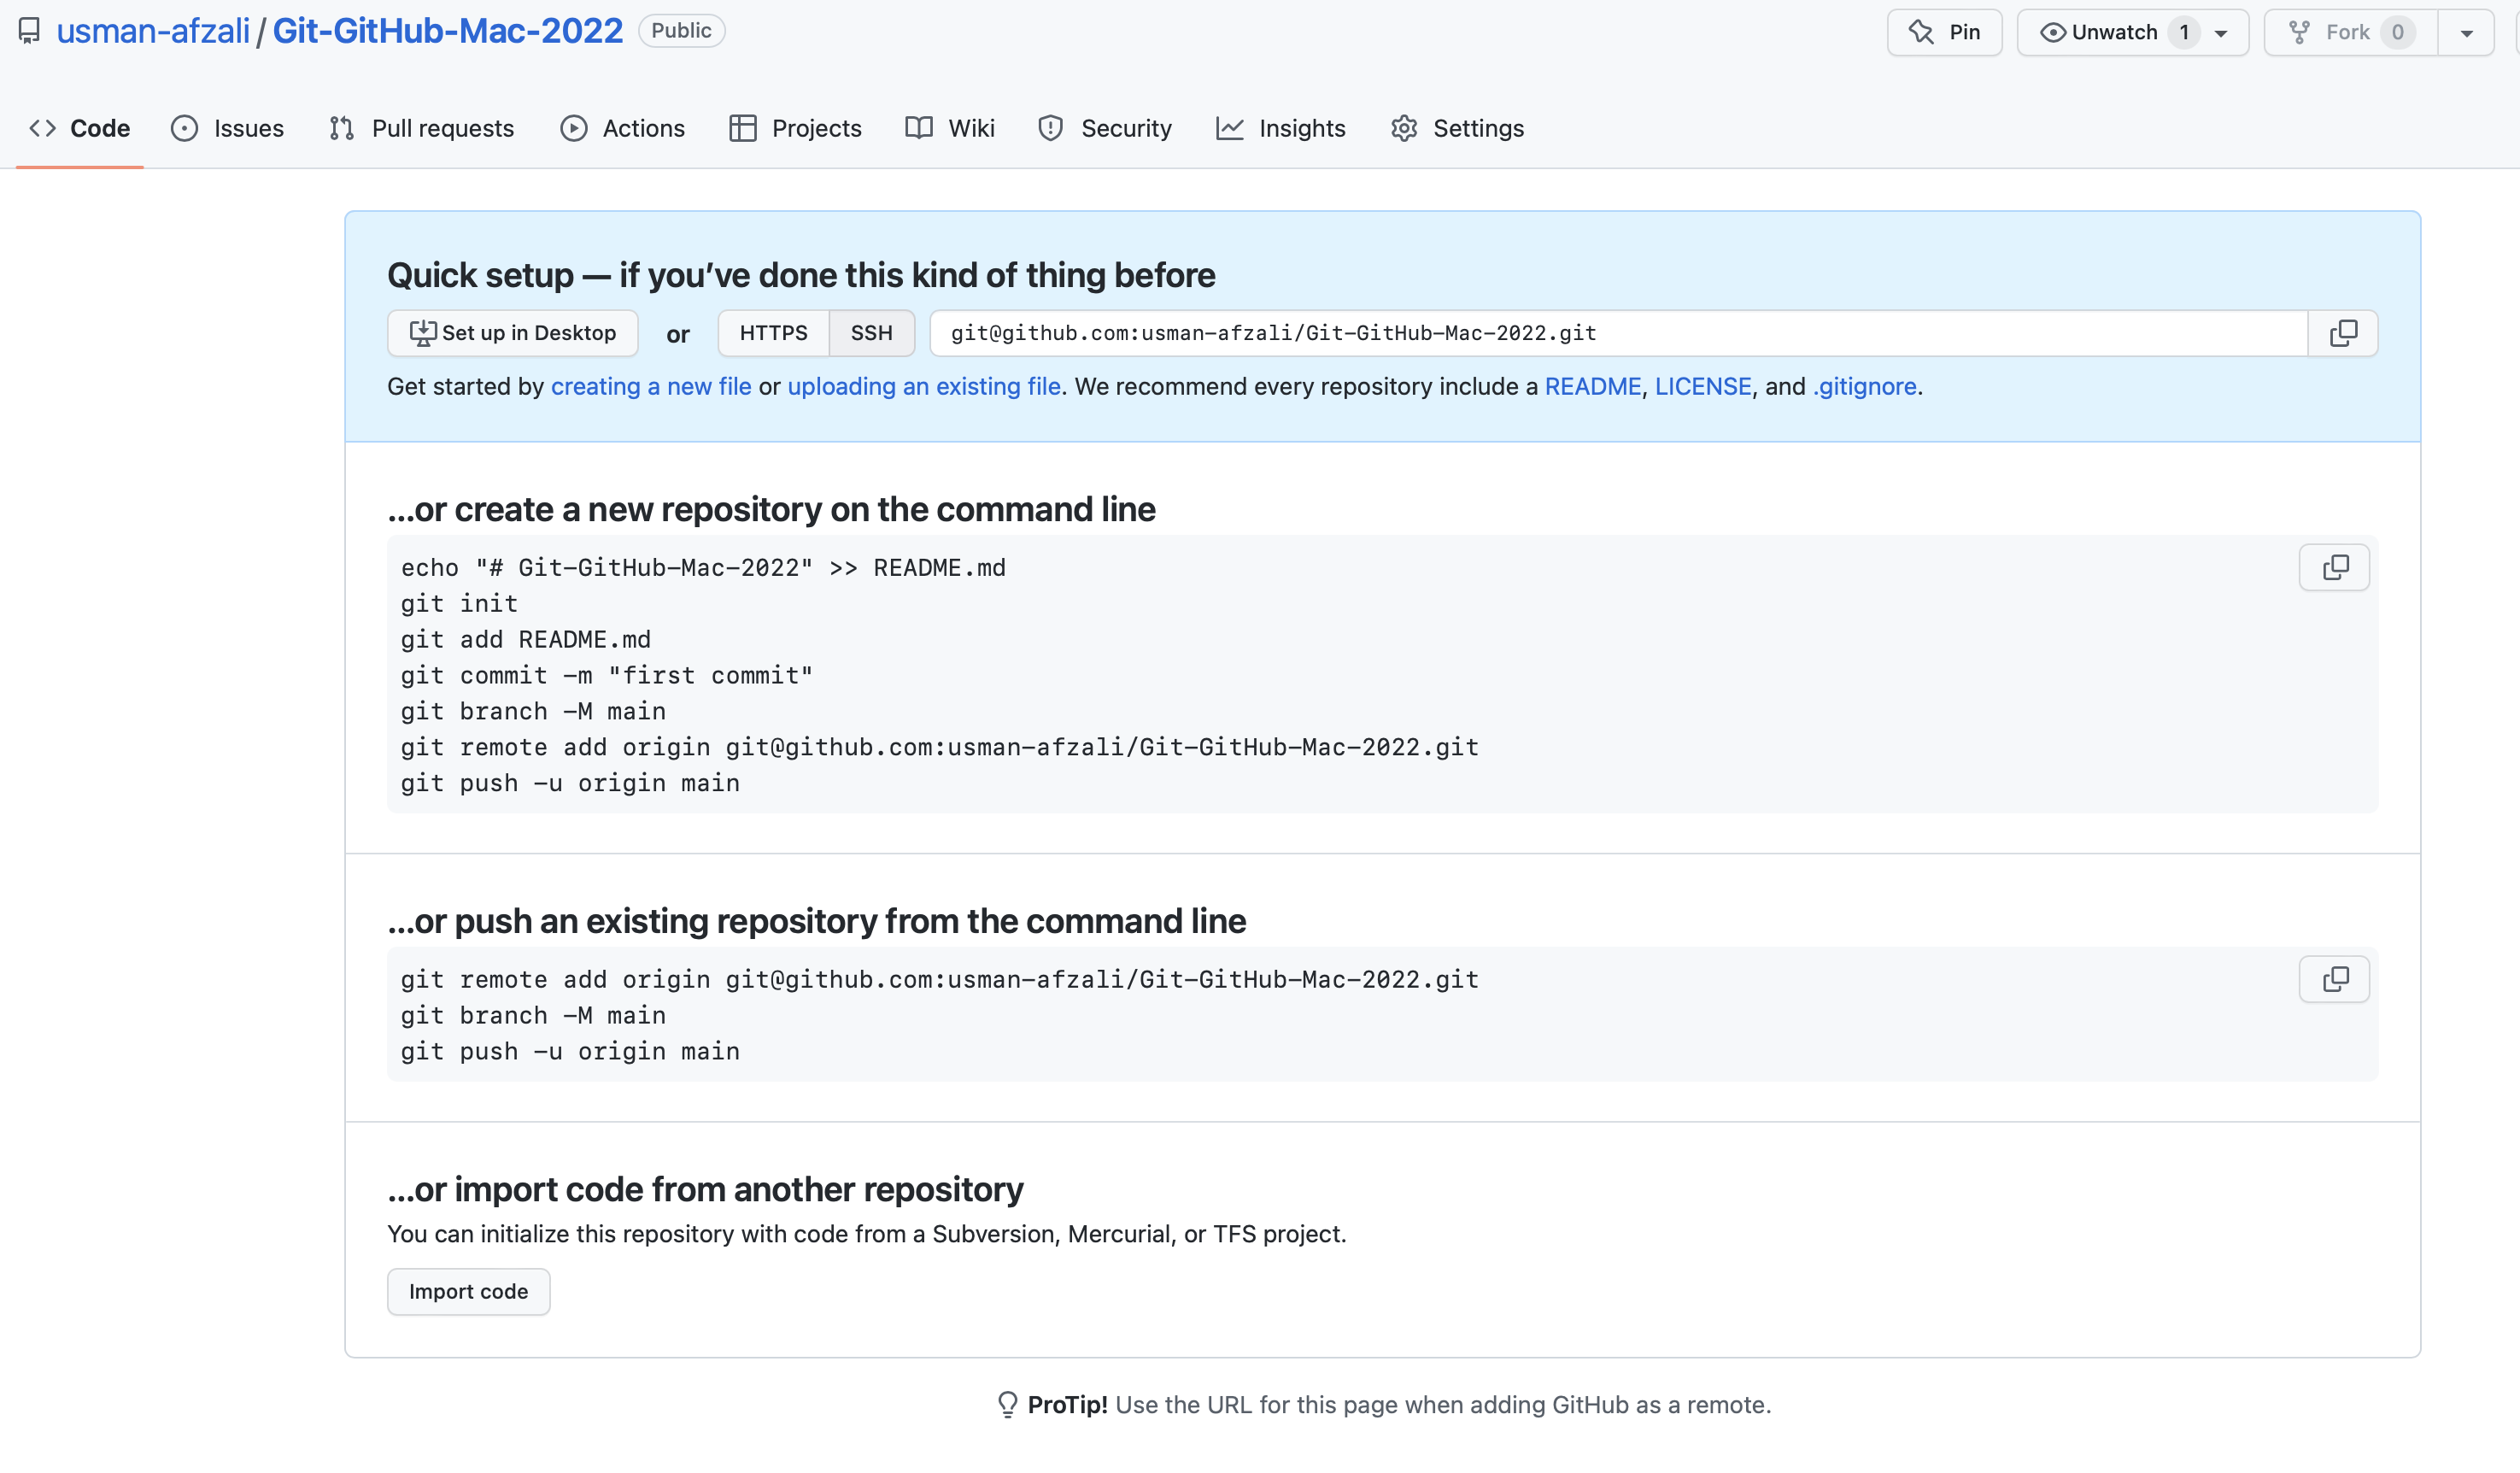 usman-afzali / Git-GitHub-Mac-2022 Public Pin Unwatch 1 Fork 0
Code Issues Pull requests Actions Projects Wiki Security Insights Settings
Quick setup — if you’ve done this kind of thing before
Set up in Desktop or HTTPS SSH git@github.com:usman-afzali/Git-GitHub-Mac-2022.git
Get started by creating a new file or uploading an existing file. We recommend every repository include a README, LICENSE, and .gitignore.
…or create a new repository on the command line
echo "# Git-GitHub-Mac-2022" >> README.md
git init
git add README.md
git commit -m "first commit"
git branch -M main
git remote add origin git@github.com:usman-afzali/Git-GitHub-Mac-2022.git
git push -u origin main
…or push an existing repository from the command line
git remote add origin git@github.com:usman-afzali/Git-GitHub-Mac-2022.git
git branch -M main
git push -u origin main
…or import code from another repository
You can initialize this repository with code from a Subversion, Mercurial, or TFS project.
Import code
ProTip! Use the URL for this page when adding GitHub as a remote.